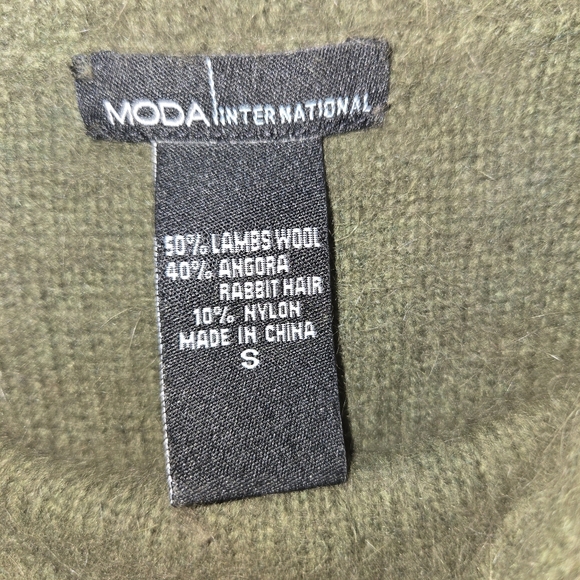 MODA INTERNATIONAL
50% LAMBS WOOL
40% ANGORA
RABBIT HAIR
10% NYLON
MADE IN CHINA
S